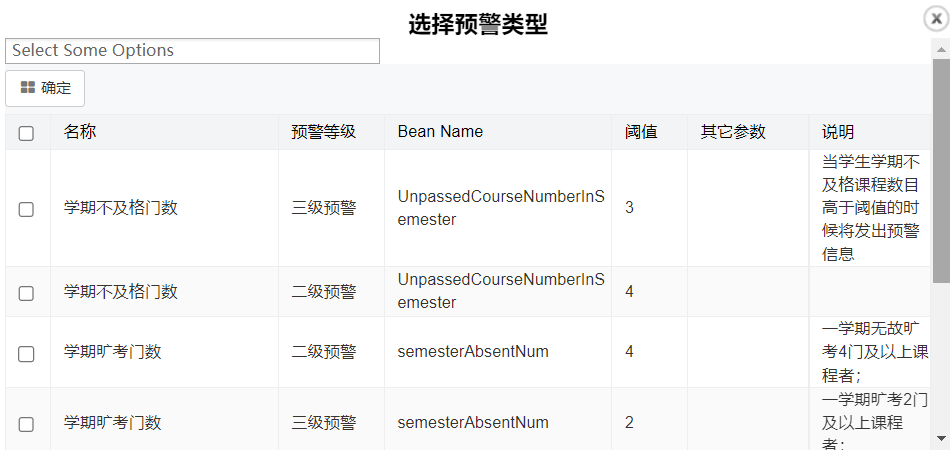 选择预警类型
Select Some Options
确定
名称 预警等级 Bean Name 阈值 其它参数 说明
学期不及格门数 三级预警 UnpassedCourseNumberInS
emester 3 当学生学期不
及格课程数目
高于阈值的时
候将发出预警
信息
学期不及格门数 二级预警 UnpassedCourseNumberInS
emester 4
学期旷考门数 二级预警 semesterAbsentNum 4 一学期无故旷
考4门及以上课
程者；
学期旷考门数 三级预警 semesterAbsentNum 2 一学期旷考2门
及以上课程
者；